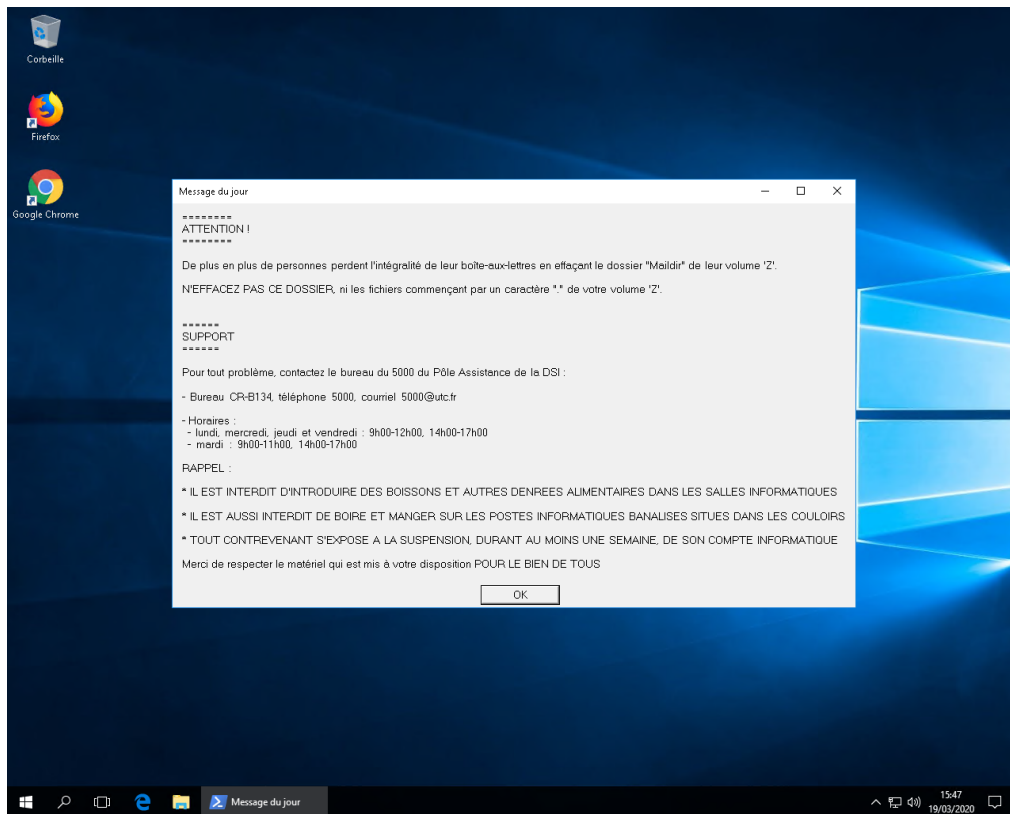 Corbeille
Firefox
Google Chrome
Message du jour
========
ATTENTION !
========
De plus en plus de personnes perdent l'intégralité de leur boîte-aux-lettres en effaçant le dossier "Maildir" de leur volume 'Z'.
N'EFFACEZ PAS CE DOSSIER, ni les fichiers commençant par un caractère "." de votre volume 'Z'.
======
SUPPORT
======
Pour tout problème, contactez le bureau du 5000 du Pôle Assistance de la DSI :
- Bureau CR-B134, téléphone 5000, courriel 5000@utc.fr
- Horaires :
- lundi, mercredi, jeudi et vendredi : 9h00-12h00, 14h00-17h00
- mardi : 9h00-11h00, 14h00-17h00
RAPPEL :
* IL EST INTERDIT D'INTRODUIRE DES BOISSONS ET AUTRES DENREES ALIMENTAIRES DANS LES SALLES INFORMATIQUES
* IL EST AUSSI INTERDIT DE BOIRE ET MANGER SUR LES POSTES INFORMATIQUES BANALISES SITUES DANS LES COULOIRS
* TOUT CONTREVENANT S'EXPOSE A LA SUSPENSION, DURANT AU MOINS UNE SEMAINE, DE SON COMPTE INFORMATIQUE
Merci de respecter le matériel qui est mis à votre disposition POUR LE BIEN DE TOUS
OK
Message du jour
15:47
19/03/2020